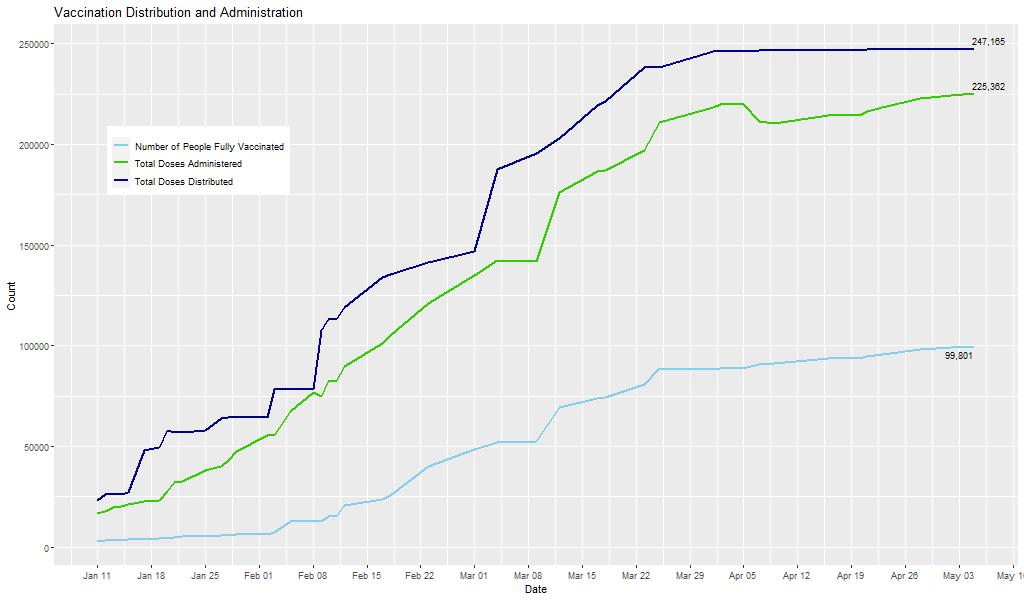 Vaccination Distribution and Administration
250000
200000
150000
100000
50000
0
Count
Number of People Fully Vaccinated
Total Doses Administered
Total Doses Distributed
247,165
225,362
99,801
Jan 11 Jan 18 Jan 25 Feb 01 Feb 08 Feb 15 Feb 22 Mar 01 Mar 08 Mar 15 Mar 22 Mar 29 Apr 05 Apr 12 Apr 19 Apr 26 May 03 May 10
Date